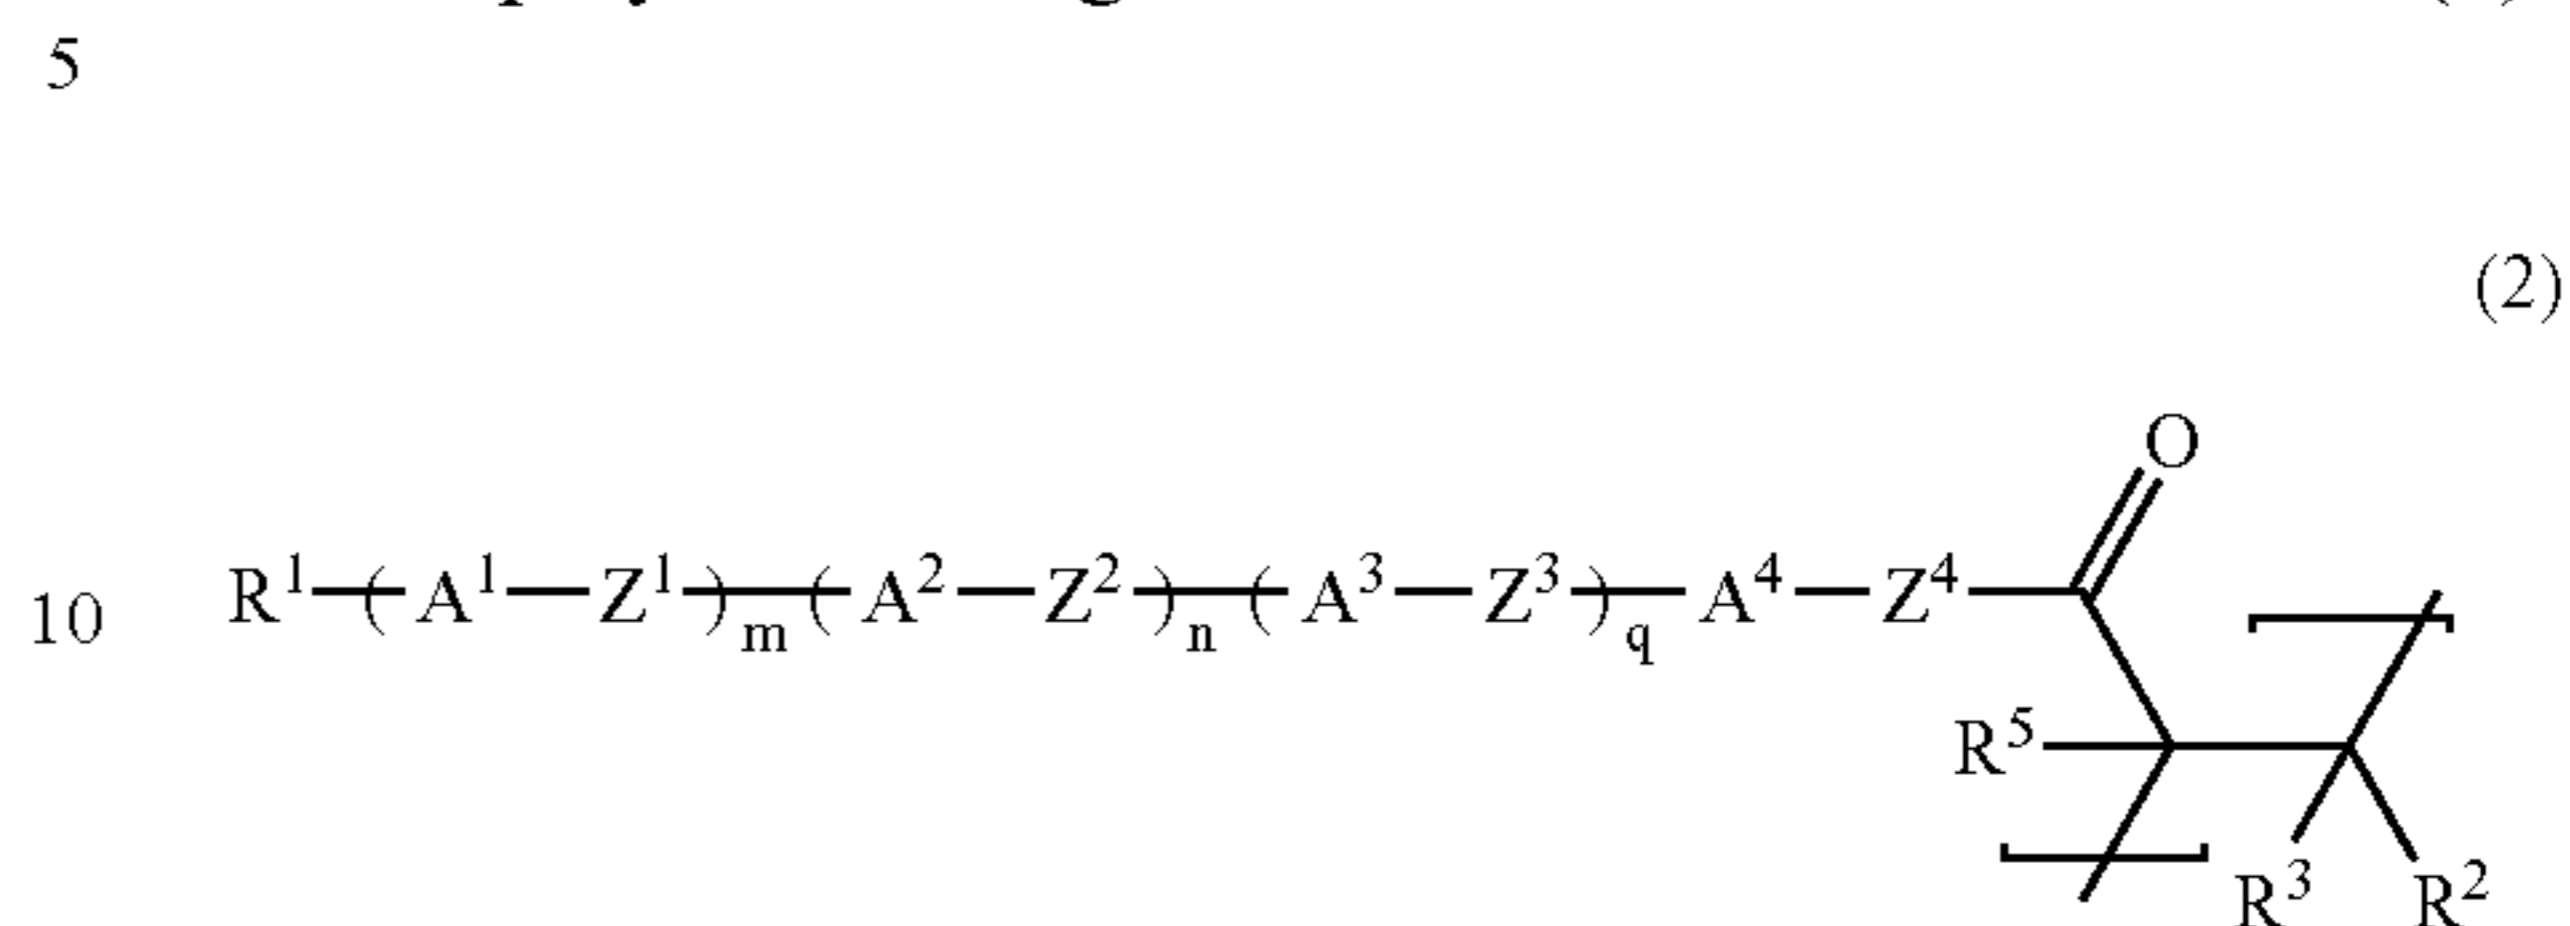 5
(2)
O
10 R¹—(A¹—Z¹)m(A²—Z²)n(A³—Z³)q—A⁴—Z⁴
R⁵
R³ R²